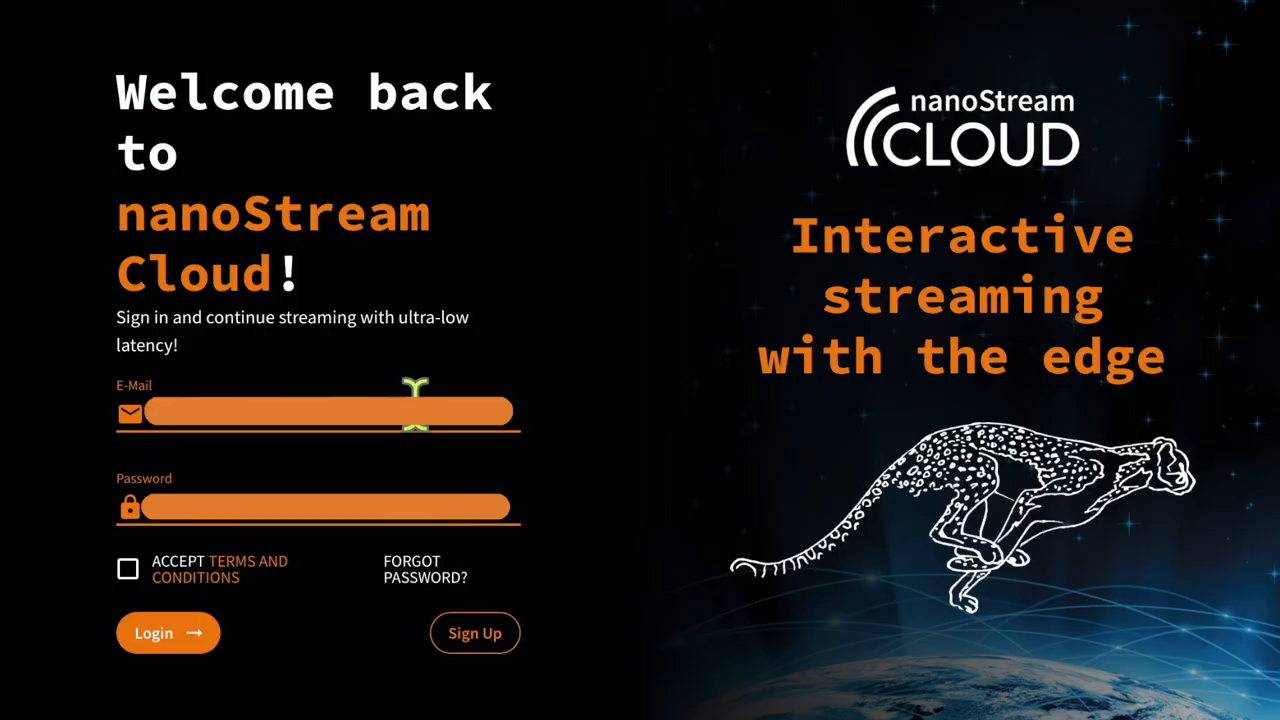 Welcome back
to
nanoStream
Cloud!
Sign in and continue streaming with ultra-low
latency!
E-Mail
Password
ACCEPT TERMS AND
CONDITIONS
FORGOT
PASSWORD?
Login →
Sign Up
nanoStream
CLOUD
Interactive
streaming
with the edge